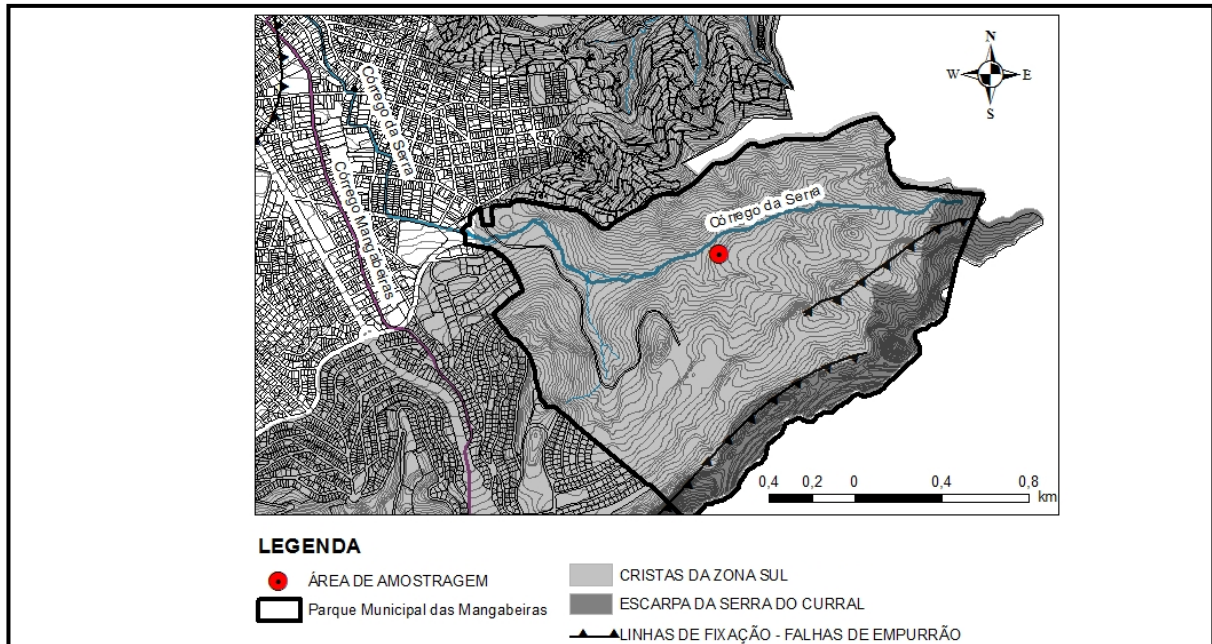 N
W E
S
Córrego da Serra
Córrego Mangabeiras
Córrego da Serra
0,4 0,2 0 0,4 0,8
km
LEGENDA
ÁREA DE AMOSTRAGEM
Parque Municipal das Mangabeiras
CRISTAS DA ZONA SUL
ESCARPA DA SERRA DO CURRAL
LINHAS DE FIXAÇÃO - FALHAS DE EMPURRÃO